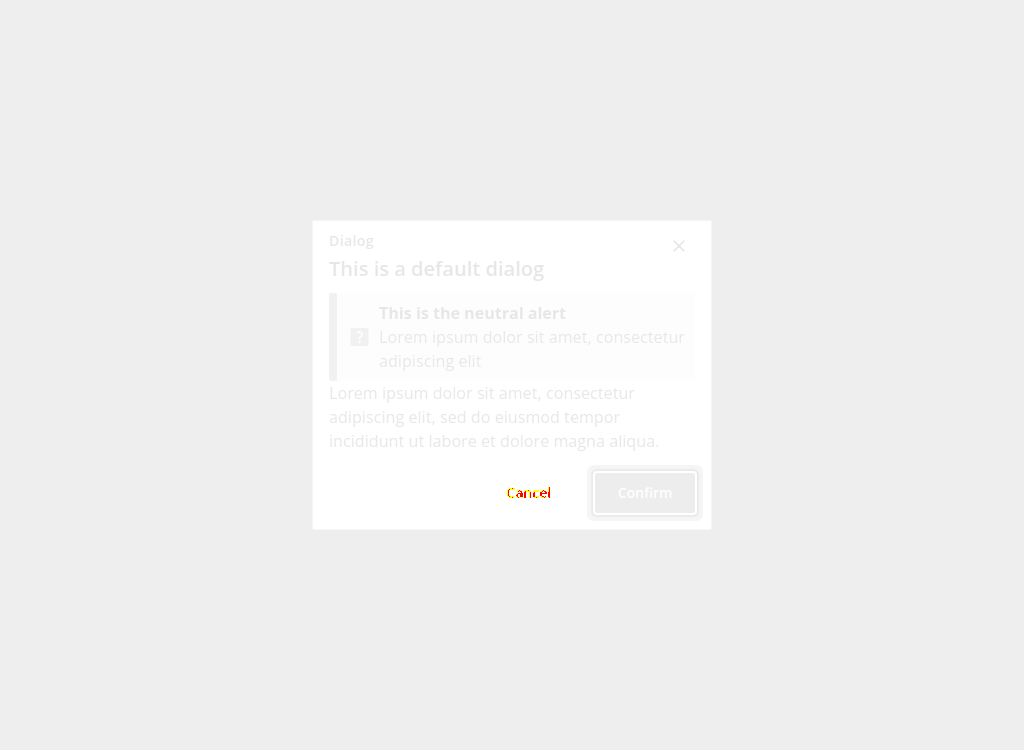 Dialog
This is a default dialog
This is the neutral alert
?
Lorem ipsum dolor sit amet, consectetur
adipiscing elit
Lorem ipsum dolor sit amet, consectetur
adipiscing elit, sed do eiusmod tempor
incididunt ut labore et dolore magna aliqua.
Cancel
Confirm